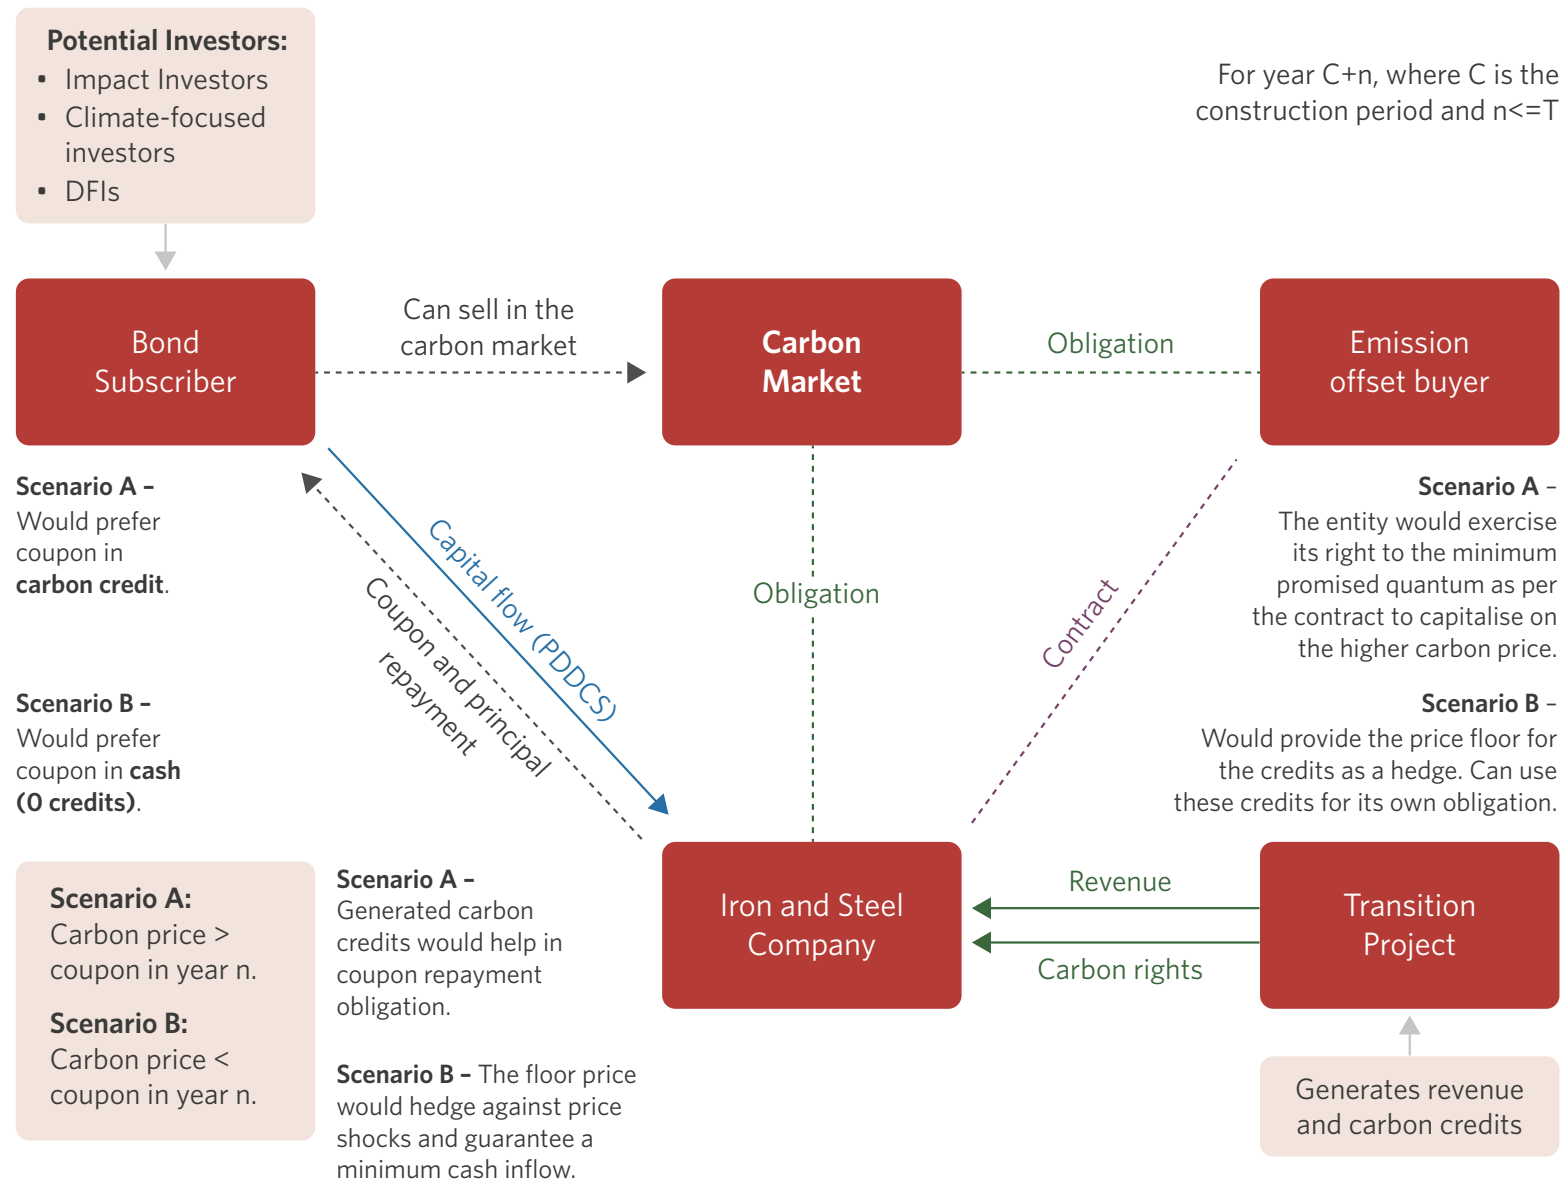 Potential Investors:
• Impact Investors
• Climate-focused
investors
• DFIs
For year C+n, where C is the
construction period and n<=T
Bond
Subscriber
Can sell in the
carbon market
Carbon
Market
Obligation
Emission
offset buyer
Scenario A –
Would prefer
coupon in
carbon credit.
Scenario B –
Would prefer
coupon in cash
(0 credits).
Capital flow (PDDCS)
Coupon and principal
repayment
Obligation
Contract
Scenario A –
The entity would exercise
its right to the minimum
promised quantum as per
the contract to capitalise on
the higher carbon price.
Scenario B –
Would provide the price floor for
the credits as a hedge. Can use
these credits for its own obligation.
Scenario A:
Carbon price >
coupon in year n.
Scenario B:
Carbon price <
coupon in year n.
Scenario A –
Generated carbon
credits would help in
coupon repayment
obligation.
Scenario B – The floor price
would hedge against price
shocks and guarantee a
minimum cash inflow.
Iron and Steel
Company
Revenue
Carbon rights
Transition
Project
Generates revenue
and carbon credits